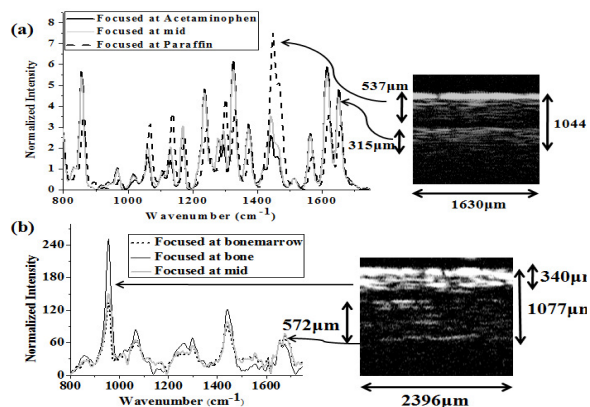 (a)
Focused at Acetaminophen
Focused at mid
Focused at Paraffin
Normalized Intensity
8
7
6
5
4
3
2
1
0
800 1000 1200 1400 1600
Wavenumber (cm-1)
537µm
315µm
1044
1630µm
(b)
Focused at bonemarrow
Focused at bone
Focused at mid
Normalized Intensity
240
180
120
60
0
800 1000 1200 1400 1600
Wavenumber (cm-1)
572µm
340µm
1077µm
2396µm